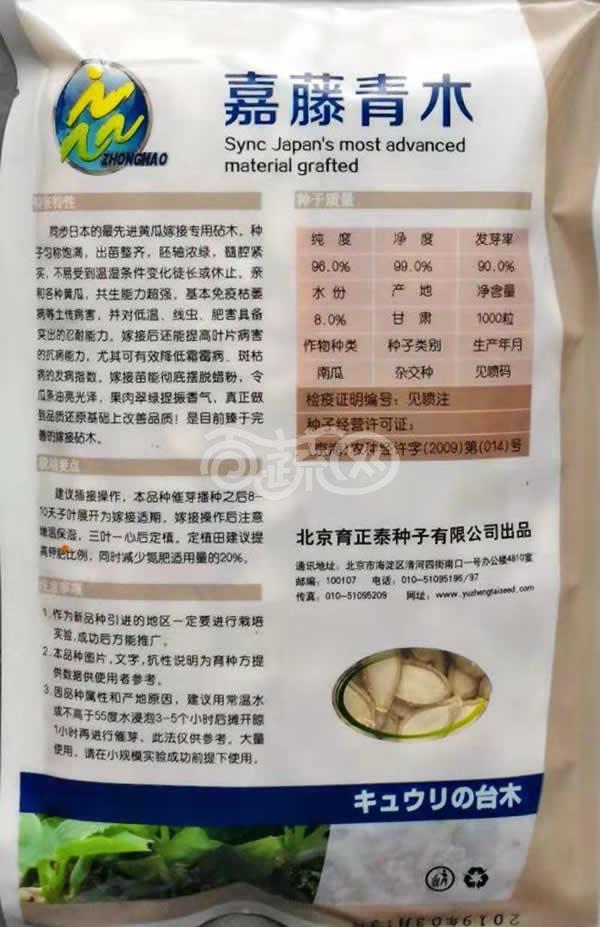 ZHONGHAO
嘉藤青木
Sync Japan's most advanced
material grafted
特征特性
同步日本的最先进黄瓜嫁接专用砧木。种
子匀称饱满，出苗整齐，胚轴浓绿，髓腔紧
实，不易受到温湿条件变化徒长或休止。亲
和各种黄瓜，共生能力超强。基本免疫枯萎
病等土传病害，并对低温、线虫、肥害具备
突出的忍耐能力。嫁接后还能提高叶片病害
的抗病能力，尤其可有效降低霜霉病、斑枯
病的发病指数。嫁接苗能彻底摆脱蜡粉，令
瓜条油亮光泽，果肉翠绿提振香气，真正做
到品质还原基础上改善品质！是目前臻于完
善的嫁接砧木。
要点
建议插接操作，本品种催芽播种之后8-
10天子叶展开为嫁接适期。嫁接操作后注意
增温保湿，三叶一心后定植。定植田建议提
高钾肥比例，同时减少氮肥适用量的20%。
1.作为新品种引进的地区一定要进行栽培
实验,成功后方能推广。
2.本品种图片,文字,抗性说明为育种方提
供数据供使用者参考。
3.因品种属性和产地原因，建议用常温水
或不高于55度水浸泡3-5个小时后摊开晾
1小时再进行催芽，此法仅供参考。大量
使用，请在小规模实验成功前提下使用。
种子质量
纯 度 净 度 发芽率
96.0% 99.0% 90.0%
水 份 产 地 净含量
8.0% 甘 肃 1000粒
作物种类 种子类别 生产年月
南瓜 杂交种 见喷码
检疫证明编号：见喷注
种子经营许可证：
农种经许字(2009)第(014)号
百蔬网
北京育正泰种子有限公司出品
通讯地址：北京市海淀区清河四街南口一号办公楼4810室
邮编：100107 电话：010-51095196/97
传真：010-51095209 网址：www.yuzhengtaiseed.com
キュウリの台木
2019年03月13